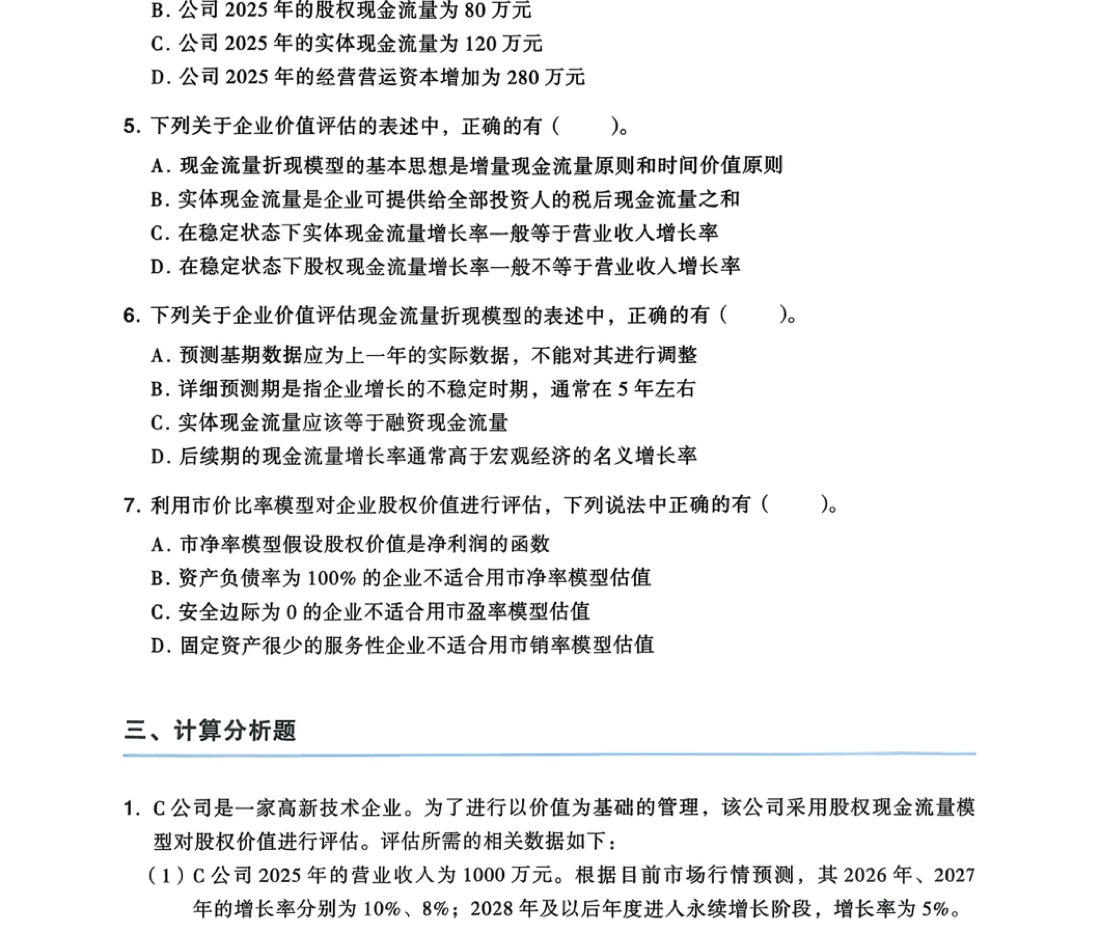 B. 公司 2025 年的股权现金流量为 80 万元
C. 公司 2025 年的实体现金流量为 120 万元
D. 公司 2025 年的经营营运资本增加为 280 万元
5. 下列关于企业价值评估的表述中，正确的有（　　）。
A. 现金流量折现模型的基本思想是增量现金流量原则和时间价值原则
B. 实体现金流量是企业可提供给全部投资人的税后现金流量之和
C. 在稳定状态下实体现金流量增长率一般等于营业收入增长率
D. 在稳定状态下股权现金流量增长率一般不等于营业收入增长率
6. 下列关于企业价值评估现金流量折现模型的表述中，正确的有（　　）。
A. 预测基期数据应为上一年的实际数据，不能对其进行调整
B. 详细预测期是指企业增长的不稳定时期，通常在 5 年左右
C. 实体现金流量应该等于融资现金流量
D. 后续期的现金流量增长率通常高于宏观经济的名义增长率
7. 利用市价比率模型对企业股权价值进行评估，下列说法中正确的有（　　）。
A. 市净率模型假设股权价值是净利润的函数
B. 资产负债率为 100% 的企业不适合用市净率模型估值
C. 安全边际为 0 的企业不适合用市盈率模型估值
D. 固定资产很少的服务性企业不适合用市销率模型估值
三、计算分析题
1. C 公司是一家高新技术企业。为了进行以价值为基础的管理，该公司采用股权现金流量模
型对股权价值进行评估。评估所需的相关数据如下：
（1）C 公司 2025 年的营业收入为 1000 万元。根据目前市场行情预测，其 2026 年、2027
年的增长率分别为 10%、8%；2028 年及以后年度进入永续增长阶段，增长率为 5%。